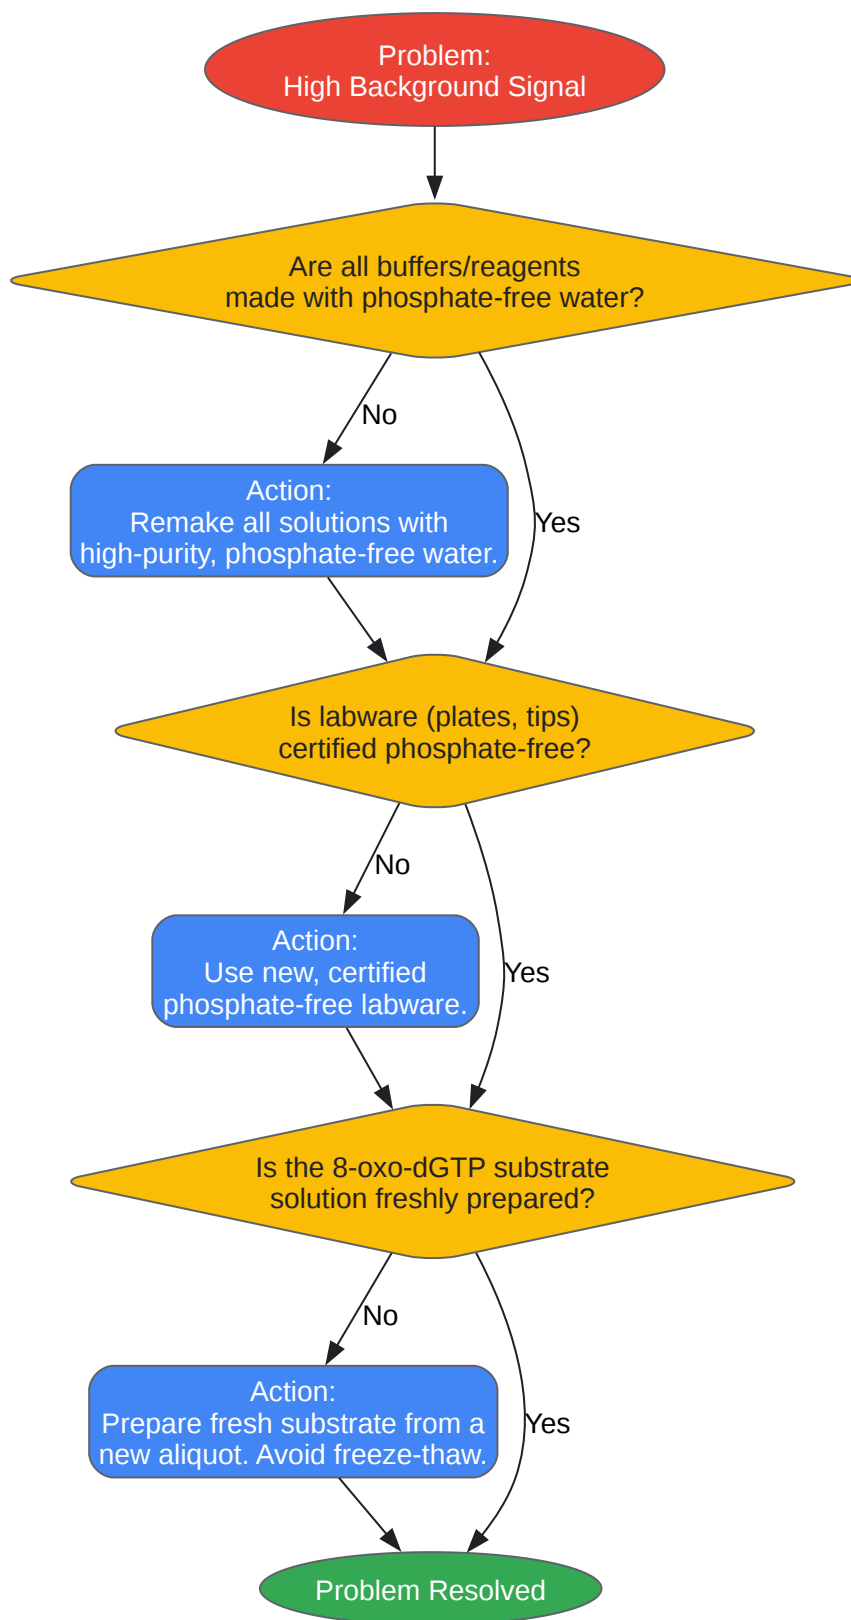 Problem:
High Background Signal
Are all buffers/reagents
made with phosphate-free water?
No
Action:
Remake all solutions with
high-purity, phosphate-free water.
Yes
Is labware (plates, tips)
certified phosphate-free?
No
Action:
Use new, certified
phosphate-free labware.
Yes
Is the 8-oxo-dGTP substrate
solution freshly prepared?
No
Action:
Prepare fresh substrate from a
new aliquot. Avoid freeze-thaw.
Yes
Problem Resolved